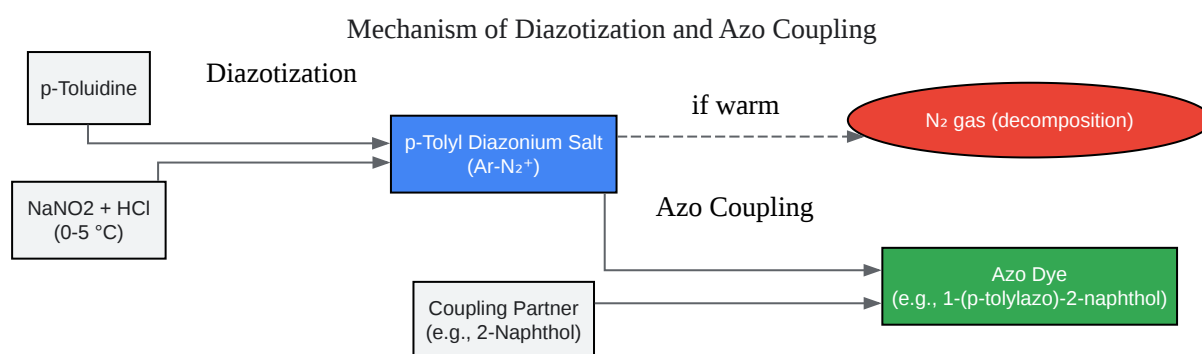 Mechanism of Diazotization and Azo Coupling
p-Toluidine
Diazotization
NaNO2 + HCl
(0-5 °C)
p-Tolyl Diazonium Salt
(Ar-N₂⁺)
if warm
N₂ gas (decomposition)
Azo Coupling
Coupling Partner
(e.g., 2-Naphthol)
Azo Dye
(e.g., 1-(p-tolylazo)-2-naphthol)